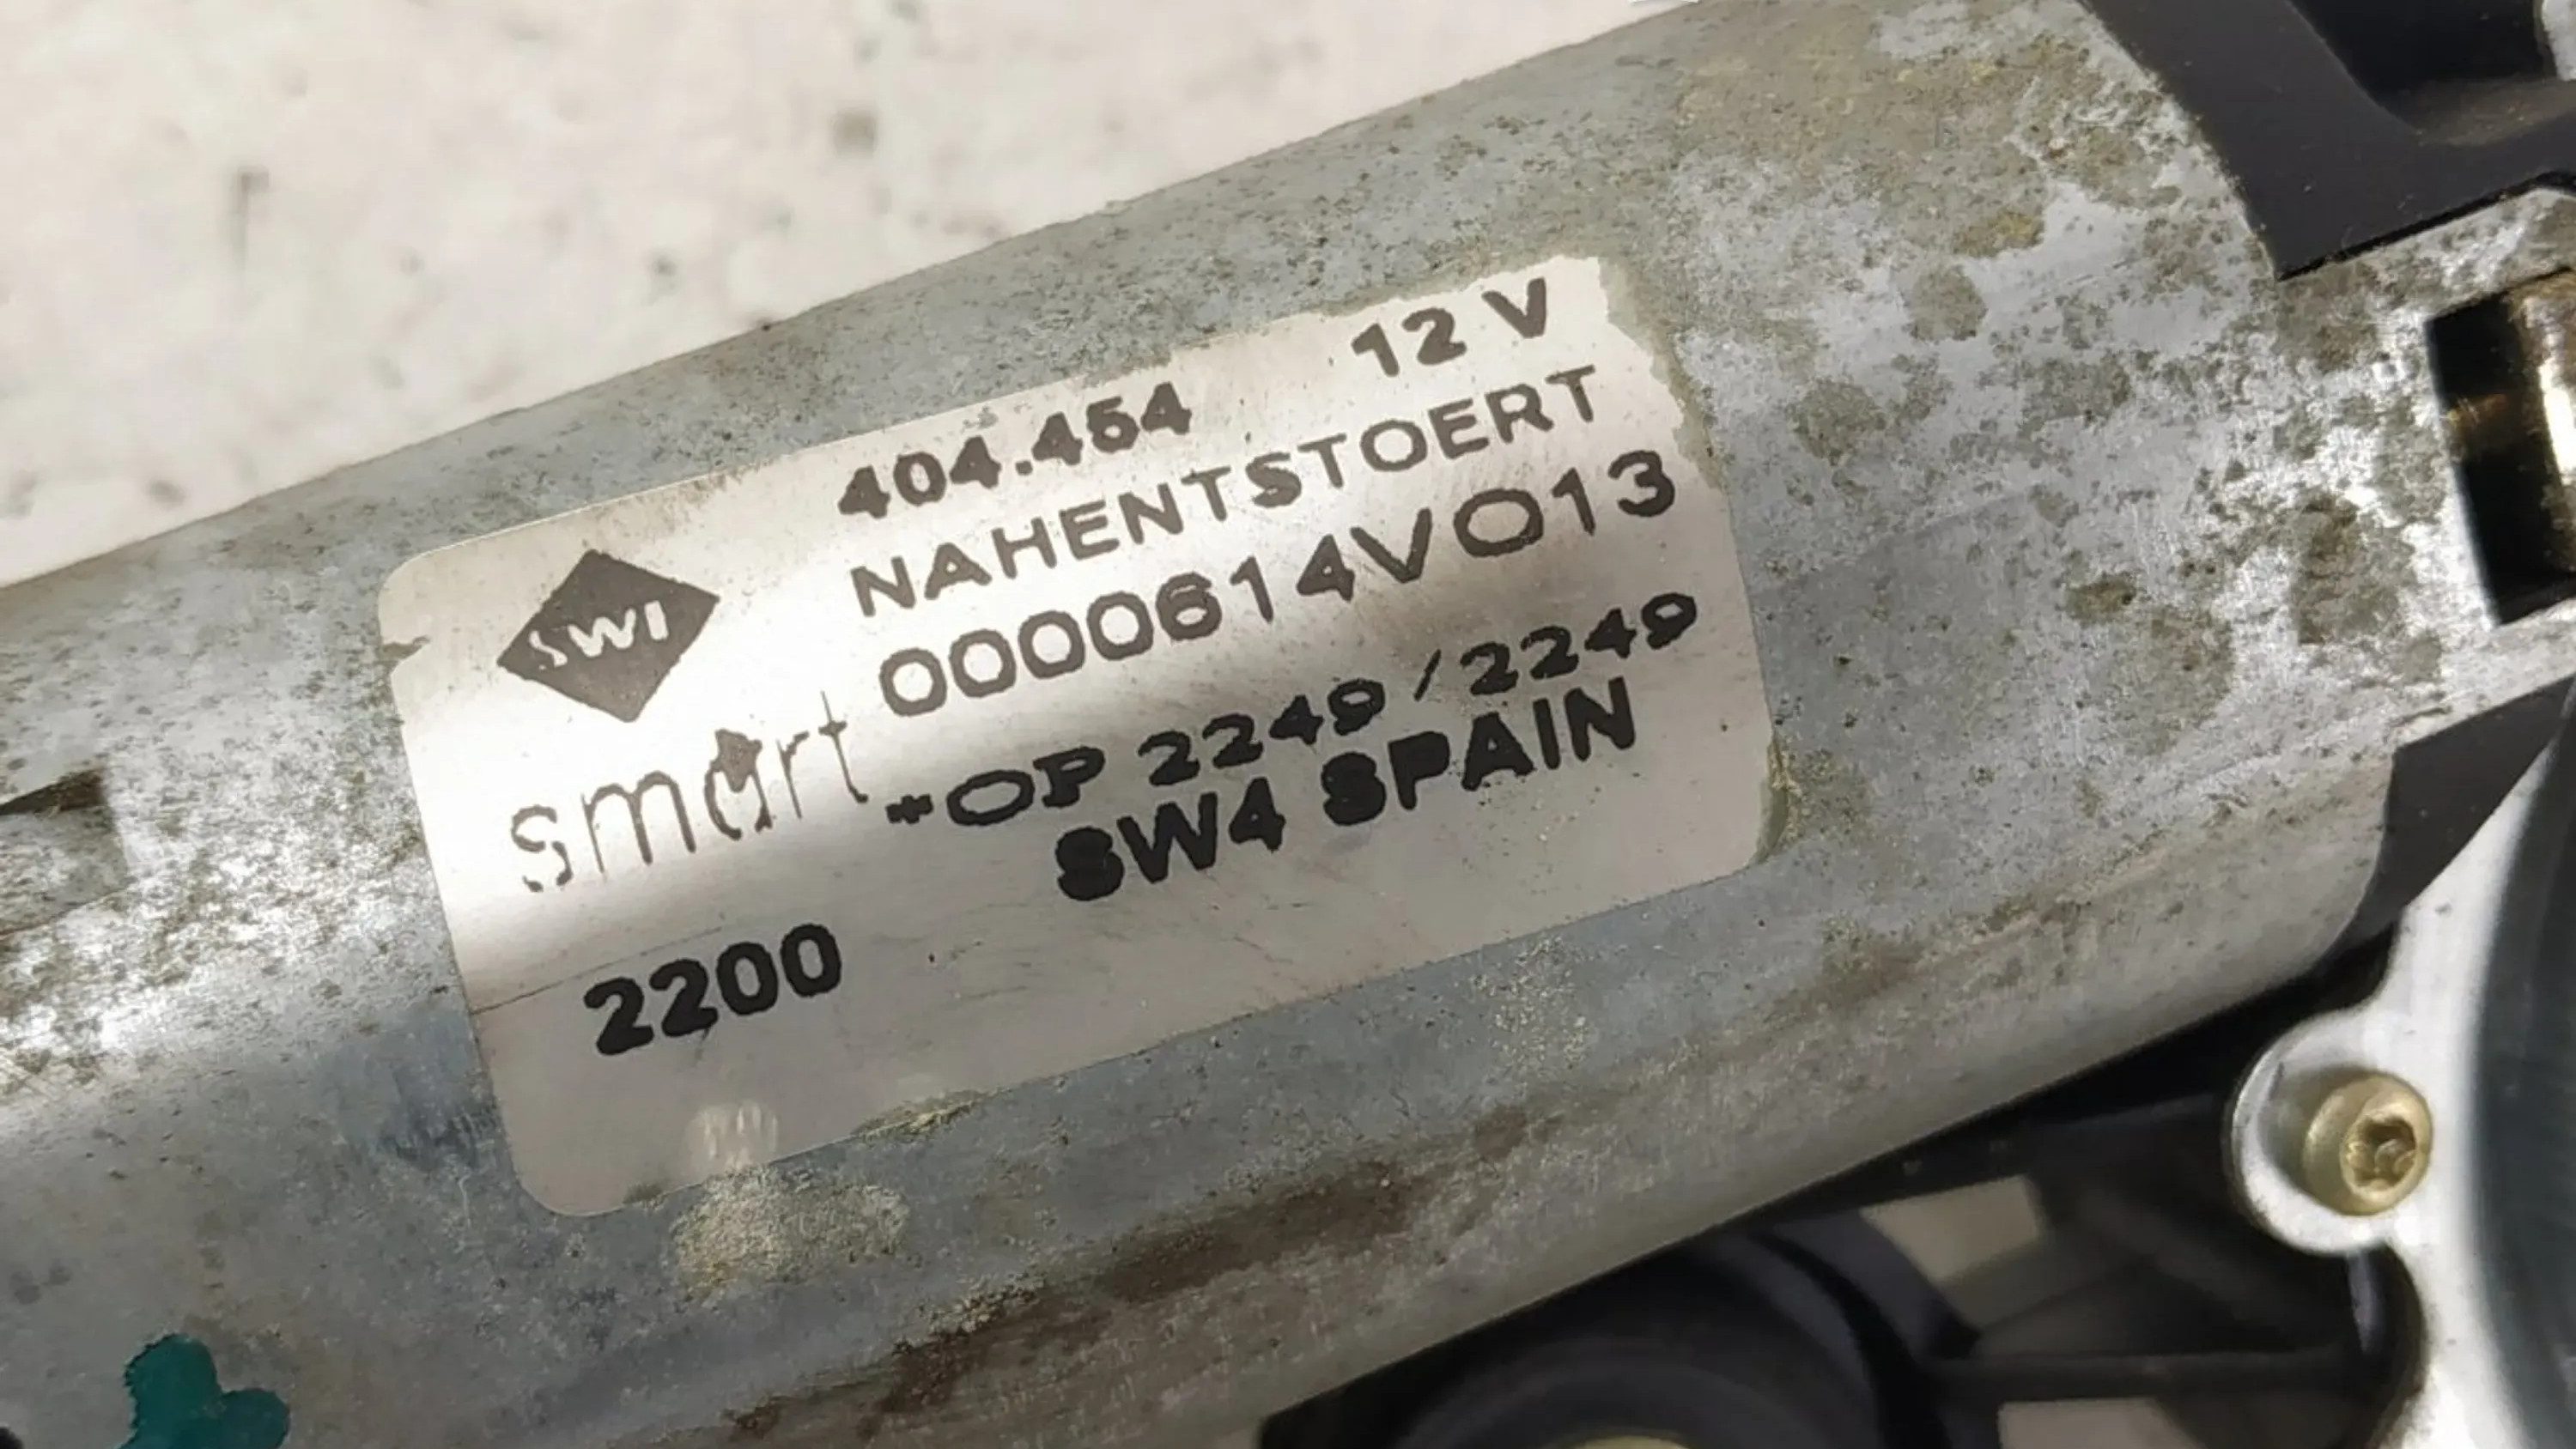 404.454 12 V
NAHENTSTOERT
SWI
0000614V013
smart
+OP 2249/2249
SW4 SPAIN
2200